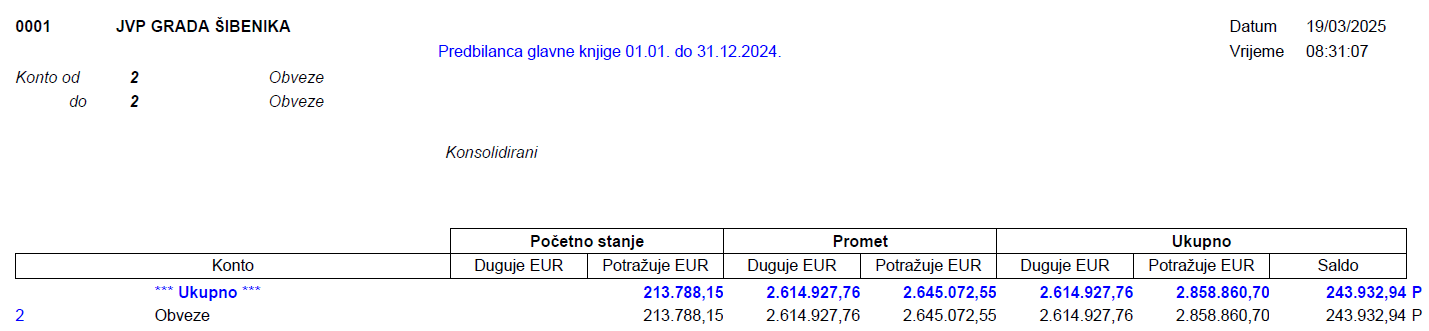 0001 JVP GRADA ŠIBENIKA Datum 19/03/2025
Predbilanca glavne knjige 01.01. do 31.12.2024. Vrijeme 08:31:07
Konto od 2 Obveze
do 2 Obveze
Konsolidirani
Početno stanje Promet Ukupno
Konto Duguje EUR Potražuje EUR Duguje EUR Potražuje EUR Duguje EUR Potražuje EUR Saldo
*** Ukupno *** 213.788,15 2.614.927,76 2.645.072,55 2.614.927,76 2.858.860,70 243.932,94 P
2 Obveze 213.788,15 2.614.927,76 2.645.072,55 2.614.927,76 2.858.860,70 243.932,94 P